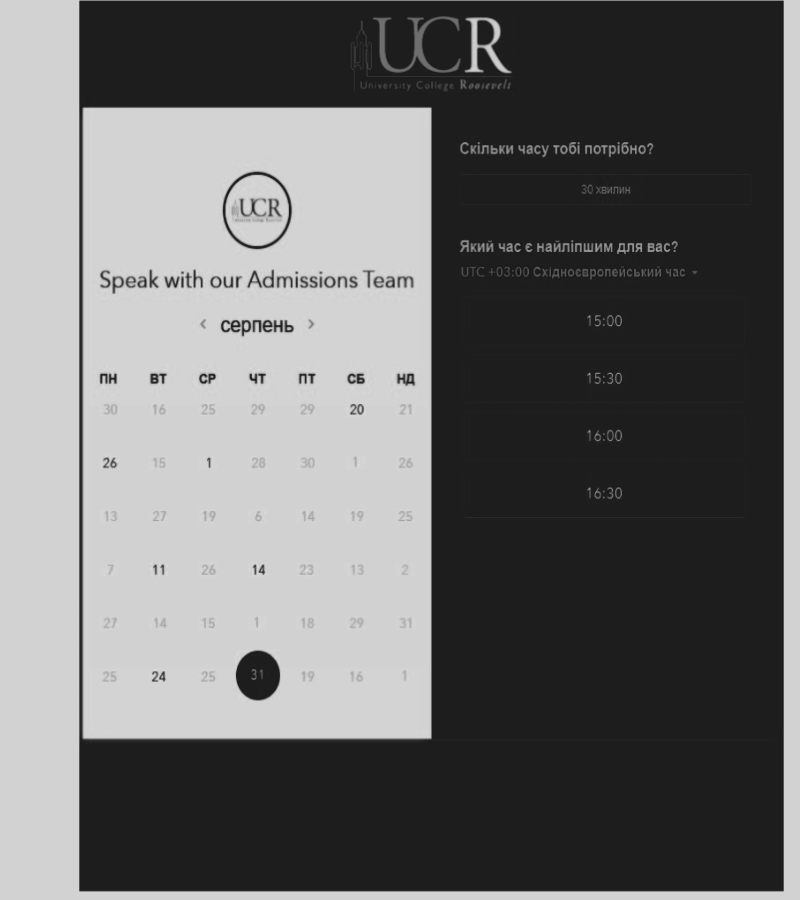 UCR
University College Roosevelt
UCR
Speak with our Admissions Team
серпень
ПН ВТ СР ЧТ ПТ СБ НД
30 16 25 29 29 20 21
26 15 1 28 30 1 26
13 27 19 6 14 19 25
7 11 26 14 23 13 2
27 14 15 1 18 29 31
25 24 25 31 19 16 1
Скільки часу тобі потрібно?
30 хвилин
Який час є найліпшим для вас?
UTC +03:00 Східноєвропейський час
15:00
15:30
16:00
16:30